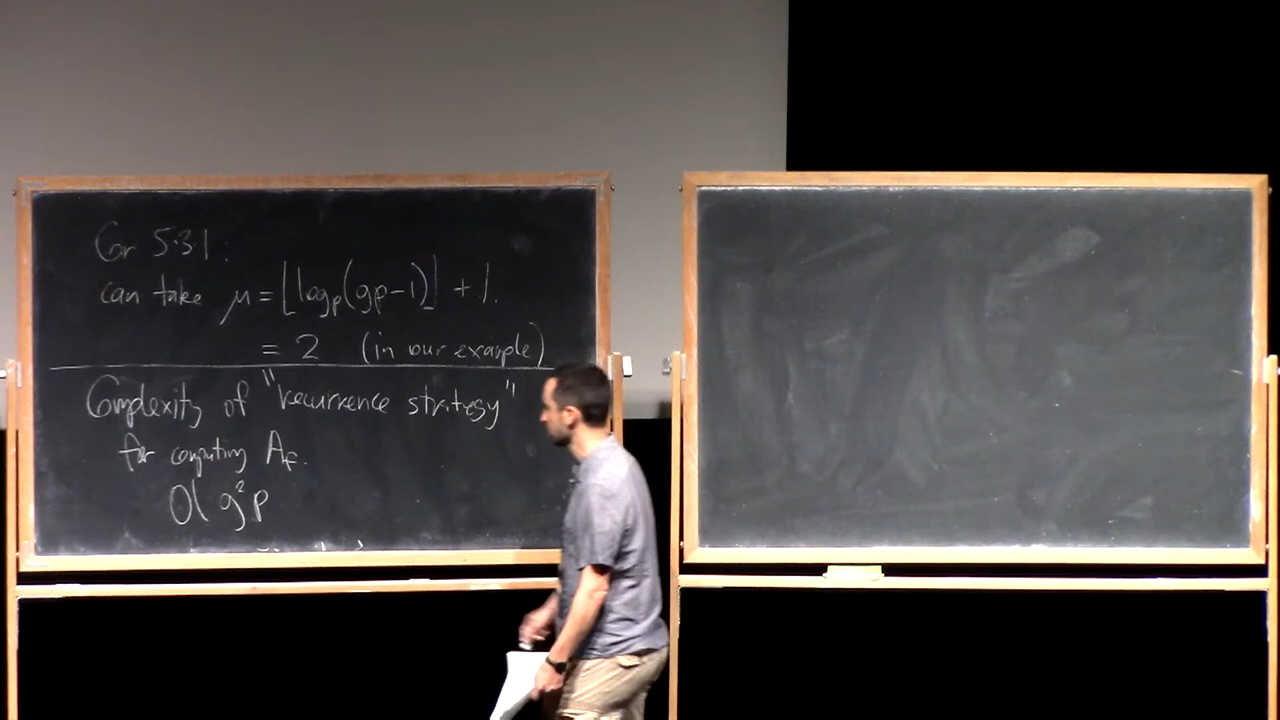 Cor 5.3.1:
can take μ = ⌊log_p(gp-1)⌋ + 1.
= 2 (in our example)
Complexity of "recurrence strategy"
for computing A_F.
O( g²p